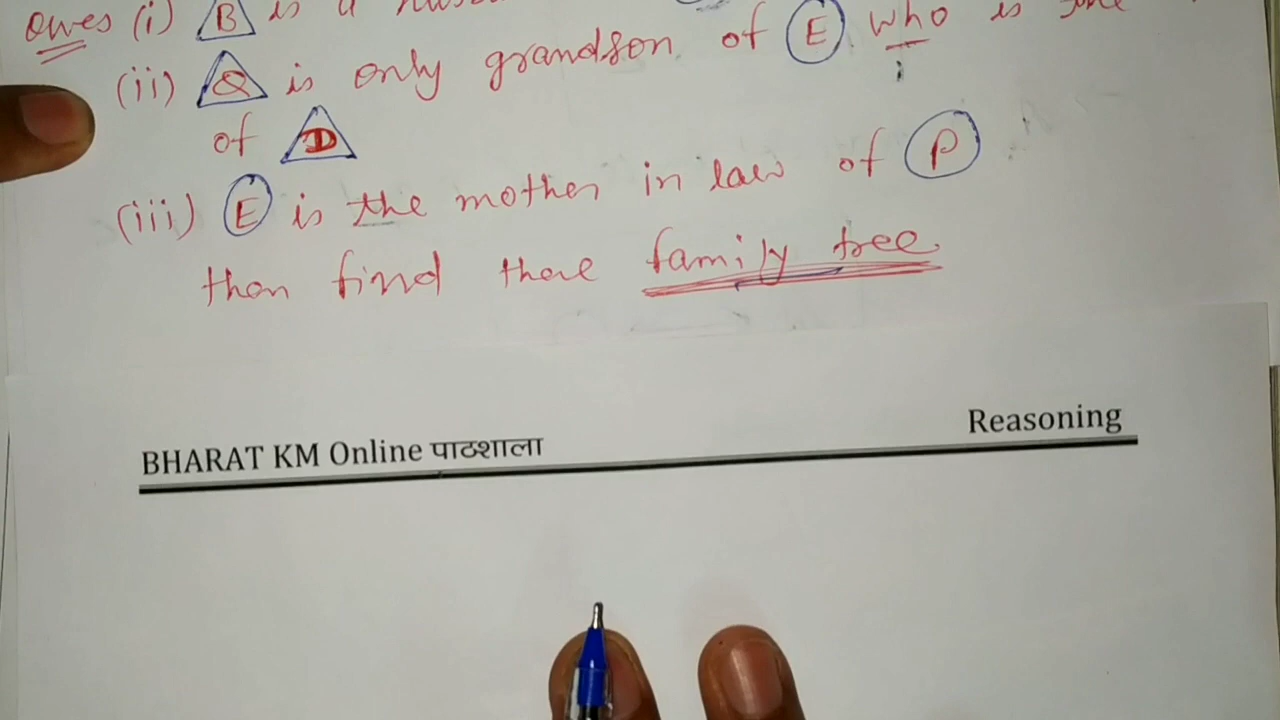 Ques (i) B is a
(ii) Q is only grandson of E who is
of D
(iii) E is the mother in law of P
then find there family tree
Reasoning
BHARAT KM Online पाठशाला